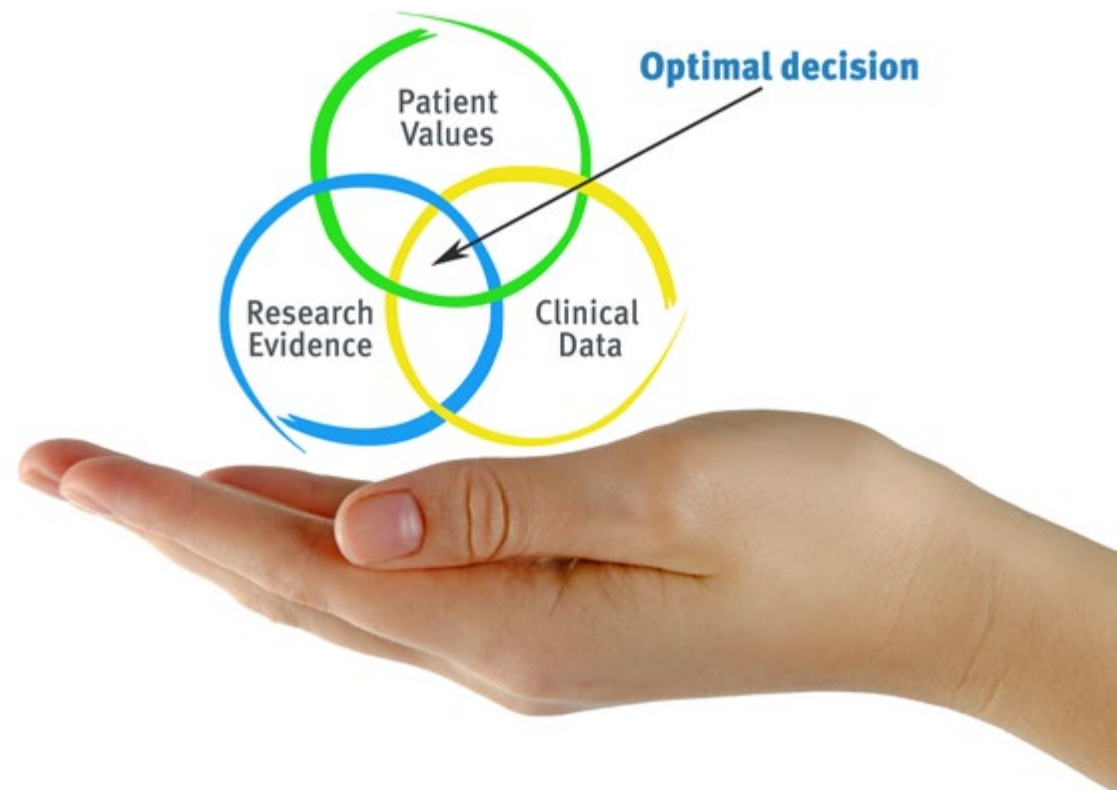 Optimal decision
Patient
Values
Research
Evidence
Clinical
Data